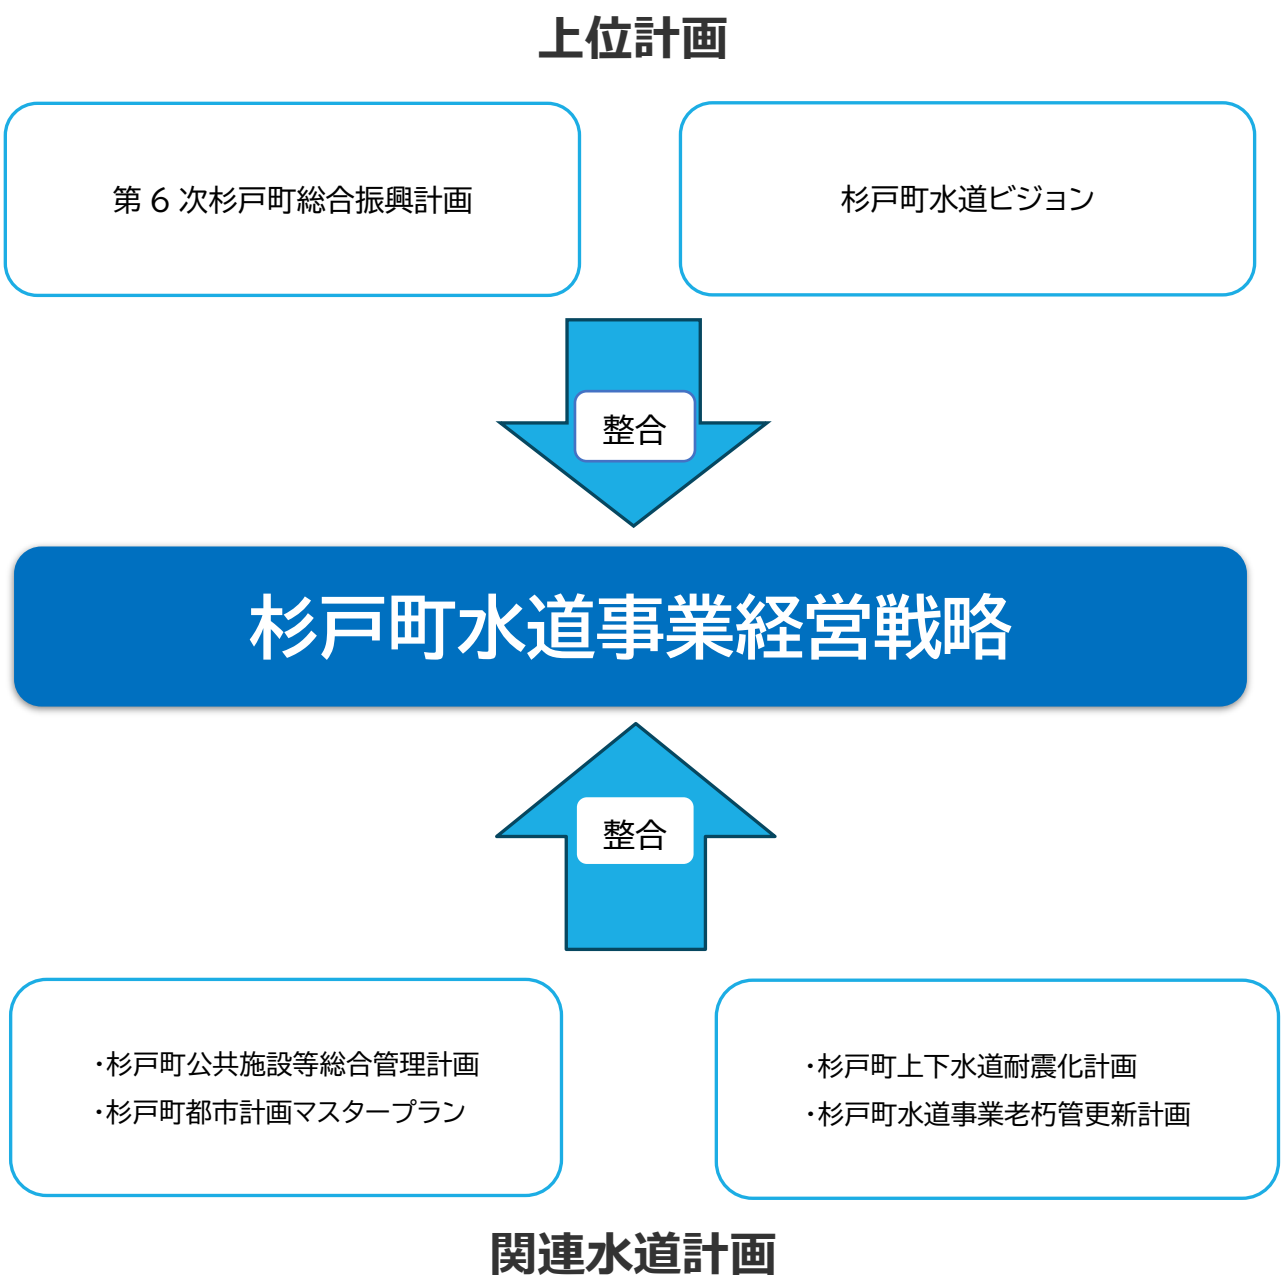 上位計画
第6次杉戸町総合振興計画
杉戸町水道ビジョン
整合
杉戸町水道事業経営戦略
整合
・杉戸町公共施設等総合管理計画
・杉戸町都市計画マスタープラン
・杉戸町上下水道耐震化計画
・杉戸町水道事業老朽管更新計画
関連水道計画